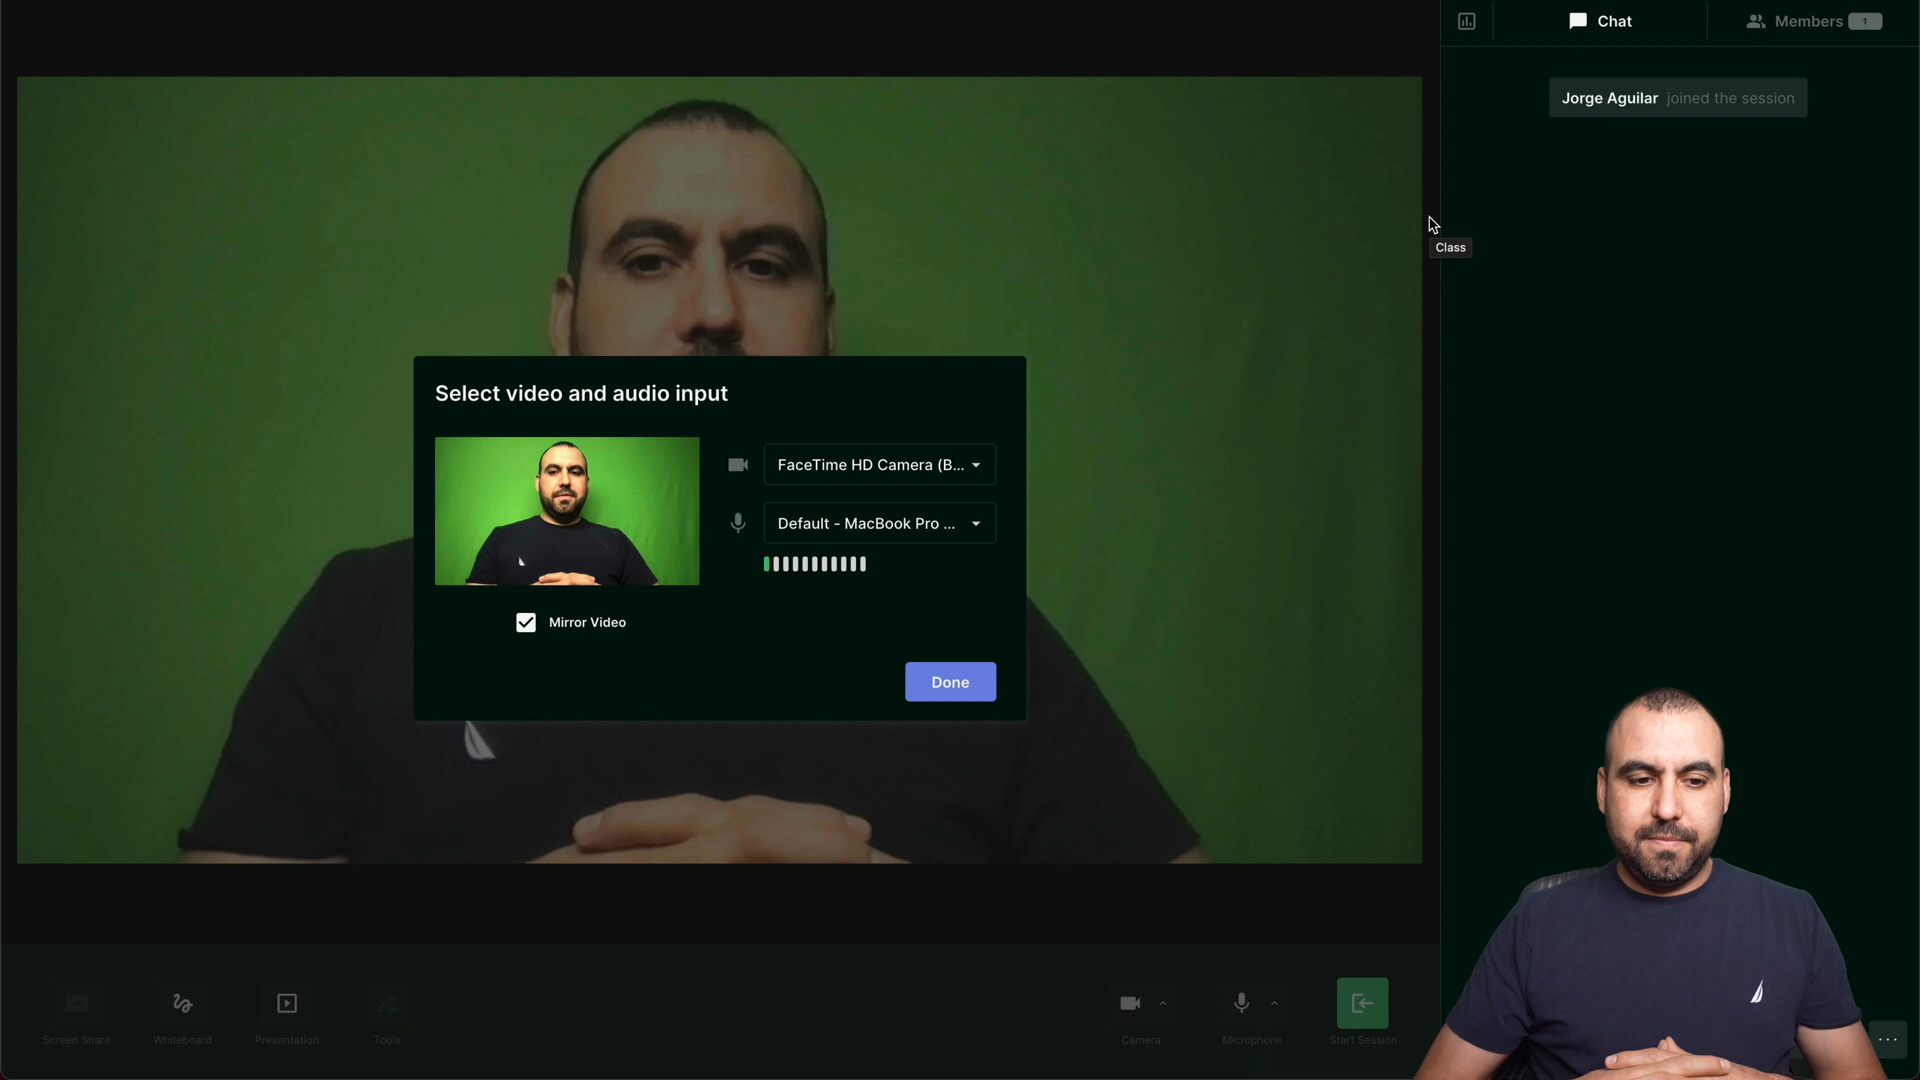 Chat
Members 1
Jorge Aguilar joined the session
Class
Select video and audio input
FaceTime HD Camera (B...
Default - MacBook Pro ...
Mirror Video
Done
Screen Share
Whiteboard
Presentation
Tools
Camera
Microphone
Start Session